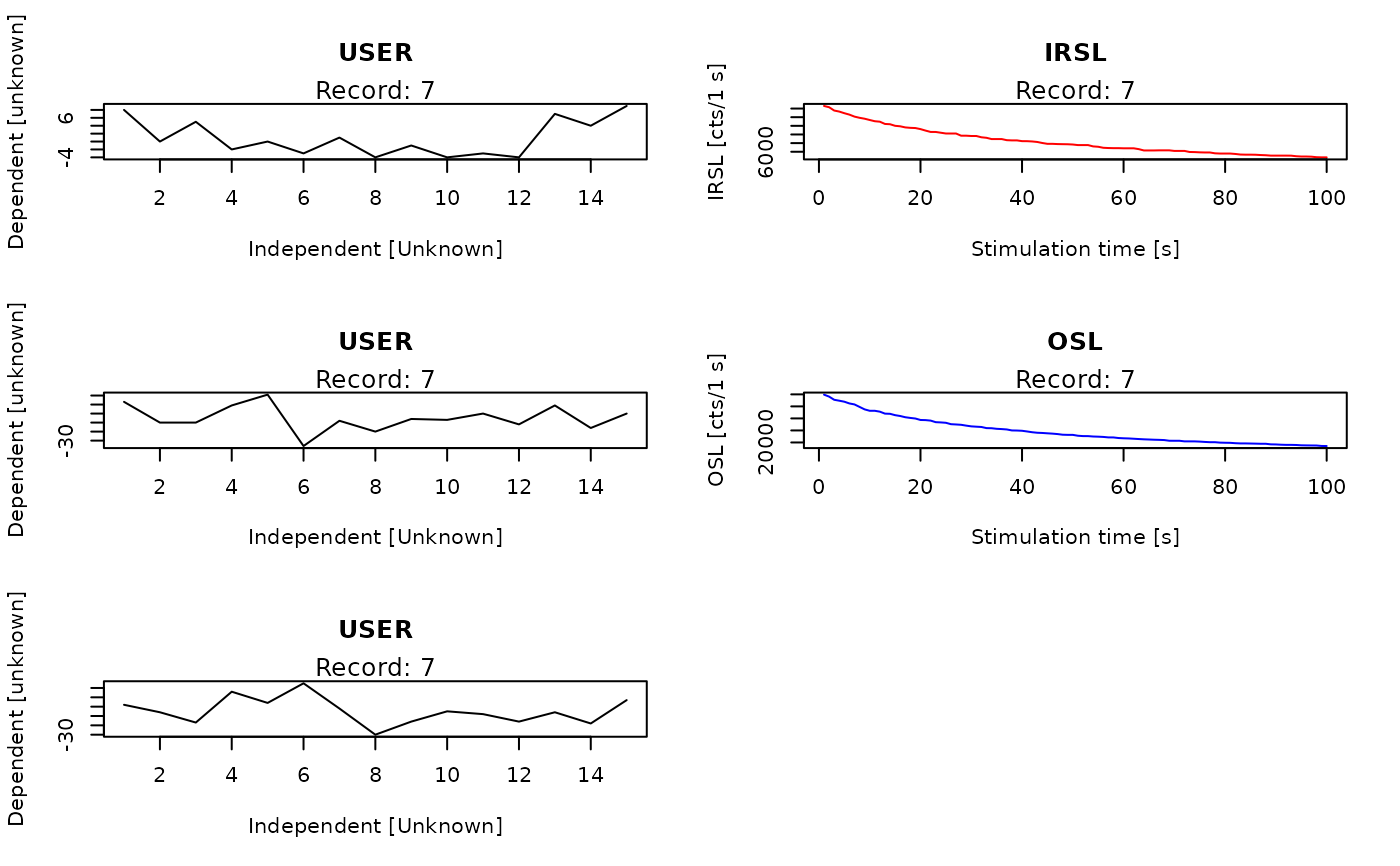 USER
Record: 7
Dependent [unknown]
6
-4
2 4 6 8 10 12 14
Independent [Unknown]
IRSL
Record: 7
IRSL [cts/1 s]
6000
0 20 40 60 80 100
Stimulation time [s]
USER
Record: 7
Dependent [unknown]
-30
2 4 6 8 10 12 14
Independent [Unknown]
OSL
Record: 7
OSL [cts/1 s]
20000
0 20 40 60 80 100
Stimulation time [s]
USER
Record: 7
Dependent [unknown]
-30
2 4 6 8 10 12 14
Independent [Unknown]